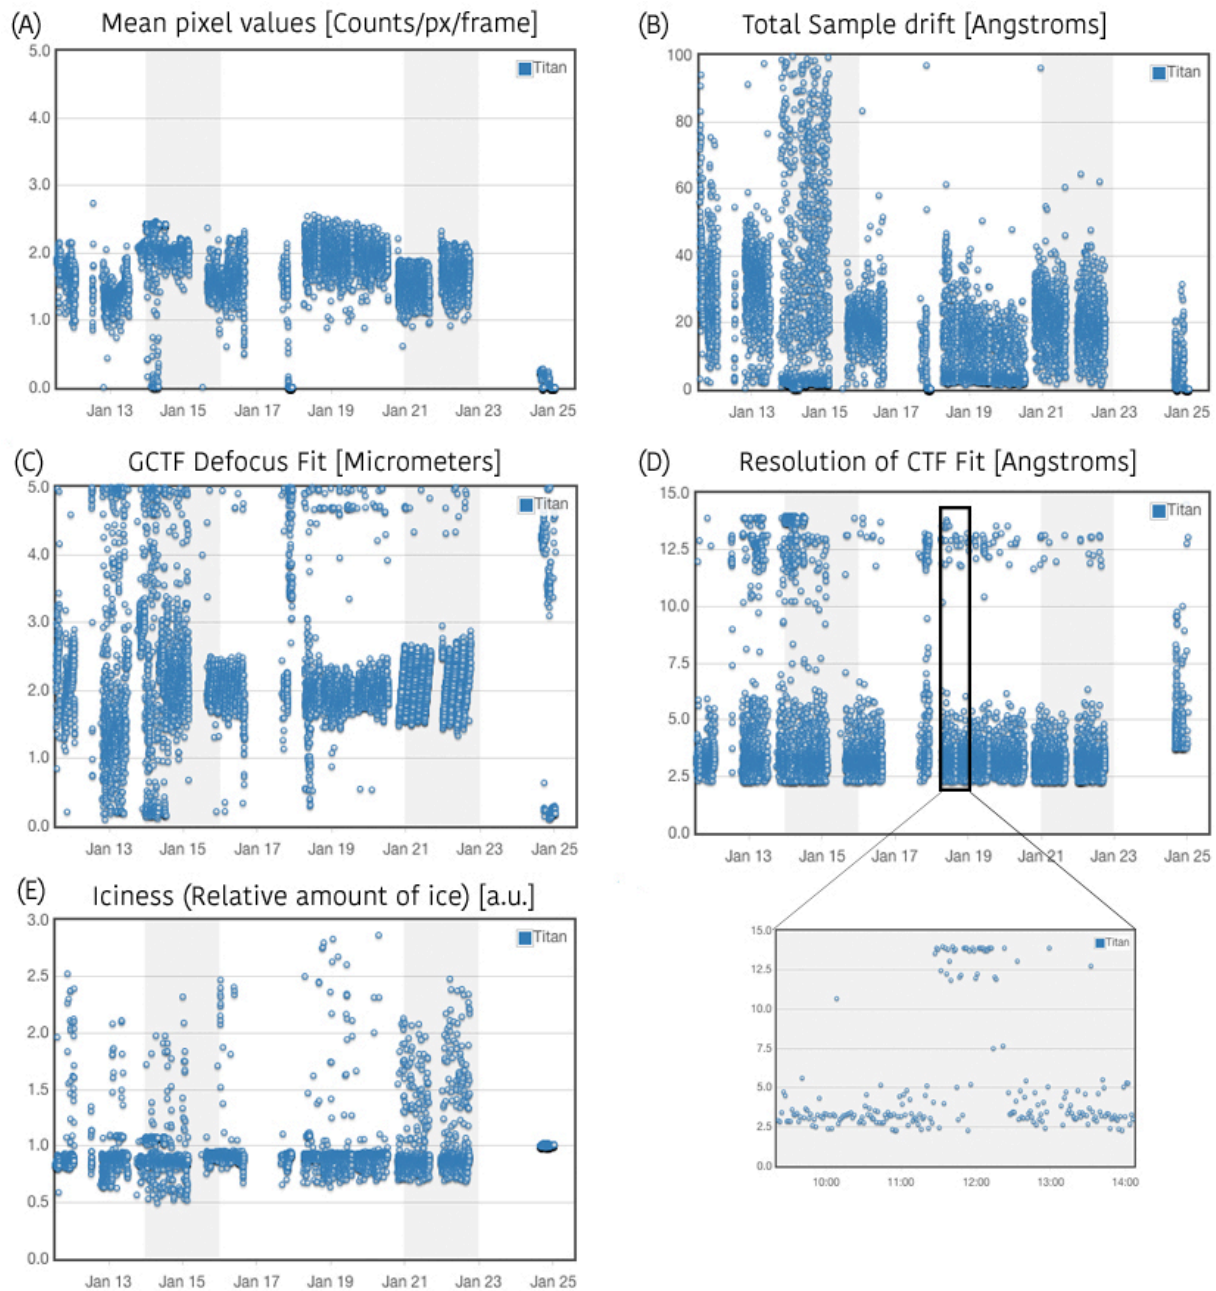 (A) Mean pixel values [Counts/px/frame]
5.0
4.0
3.0
2.0
1.0
0.0
Titan
Jan 13 Jan 15 Jan 17 Jan 19 Jan 21 Jan 23 Jan 25
(B) Total Sample drift [Angstroms]
100
80
60
40
20
0
Titan
Jan 13 Jan 15 Jan 17 Jan 19 Jan 21 Jan 23 Jan 25
(C) GCTF Defocus Fit [Micrometers]
5.0
4.0
3.0
2.0
1.0
0.0
Titan
Jan 13 Jan 15 Jan 17 Jan 19 Jan 21 Jan 23 Jan 25
(D) Resolution of CTF Fit [Angstroms]
15.0
12.5
10.0
7.5
5.0
2.5
0.0
Titan
Jan 13 Jan 15 Jan 17 Jan 19 Jan 21 Jan 23 Jan 25
15.0
12.5
10.0
7.5
5.0
2.5
0.0
Titan
10:00 11:00 12:00 13:00 14:00
(E) Iciness (Relative amount of ice) [a.u.]
3.0
2.5
2.0
1.5
1.0
0.5
0.0
Titan
Jan 13 Jan 15 Jan 17 Jan 19 Jan 21 Jan 23 Jan 25